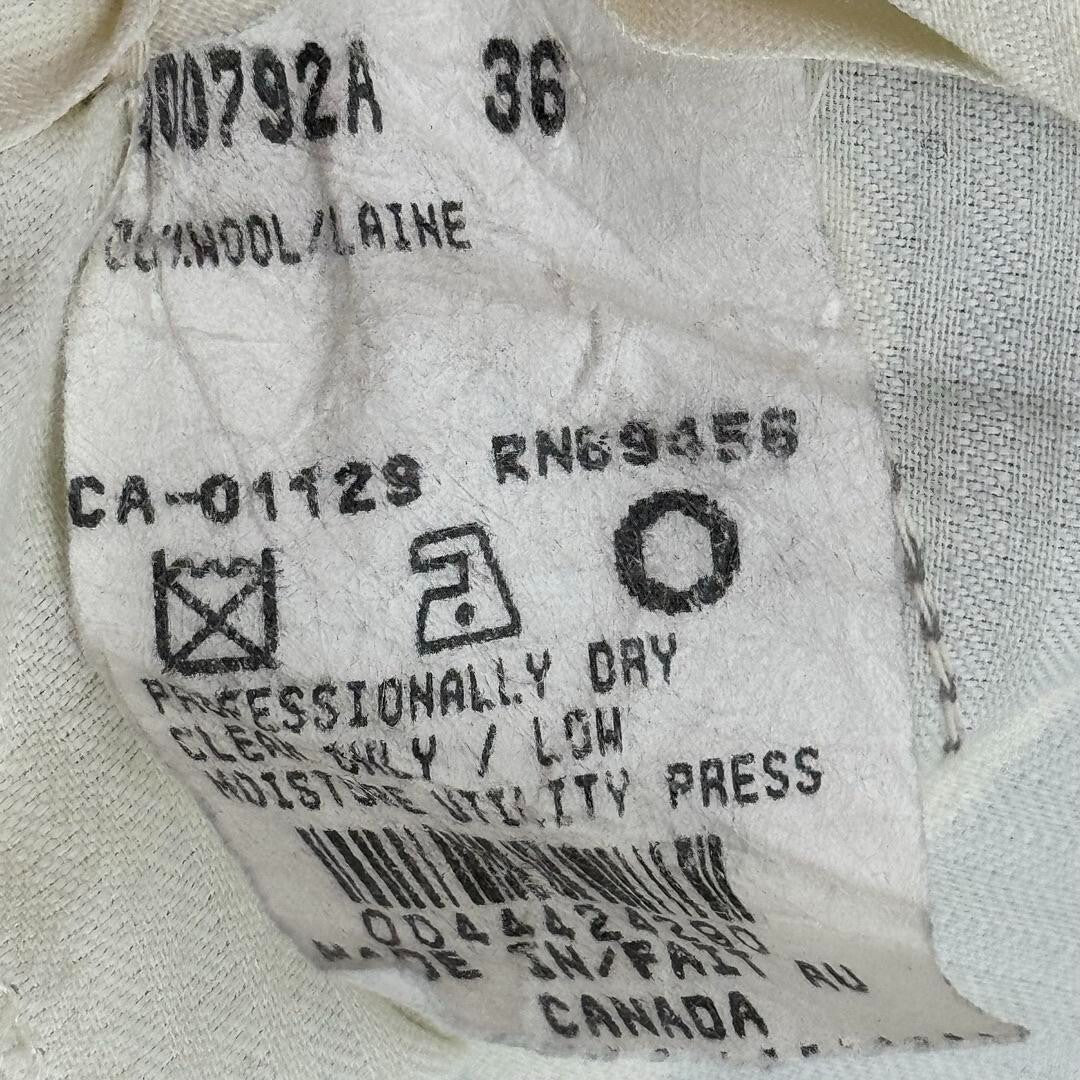 00792A 36
WOOL/LAINE
CA-01129 RN69456
PROFESSIONALLY DRY
CLEAN ONLY / LOW
MOISTURE UTILITY PRESS
0044424290
MADE IN/FAIT AU
CANADA